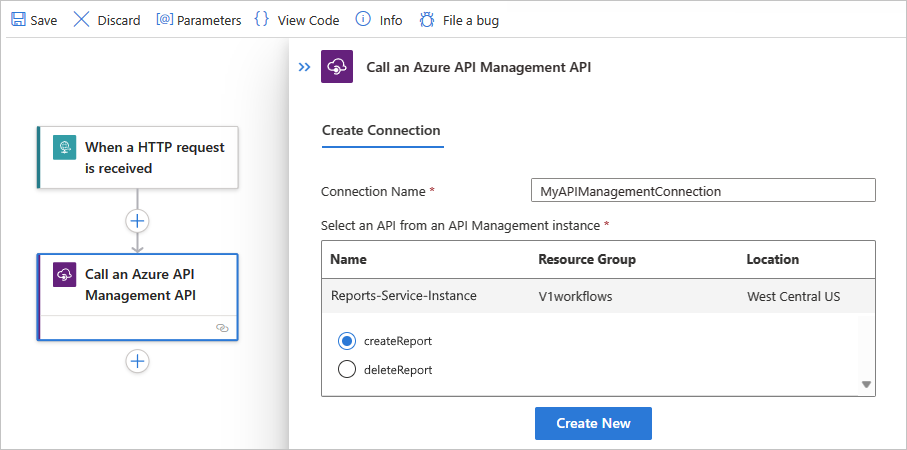 Save Discard [@] Parameters { } View Code Info File a bug
Call an Azure API Management API
Create Connection
When a HTTP request
is received
Connection Name * MyAPIManagementConnection
Select an API from an API Management instance *
Name Resource Group Location
Call an Azure API
Management API
Reports-Service-Instance V1workflows West Central US
createReport
deleteReport
Create New